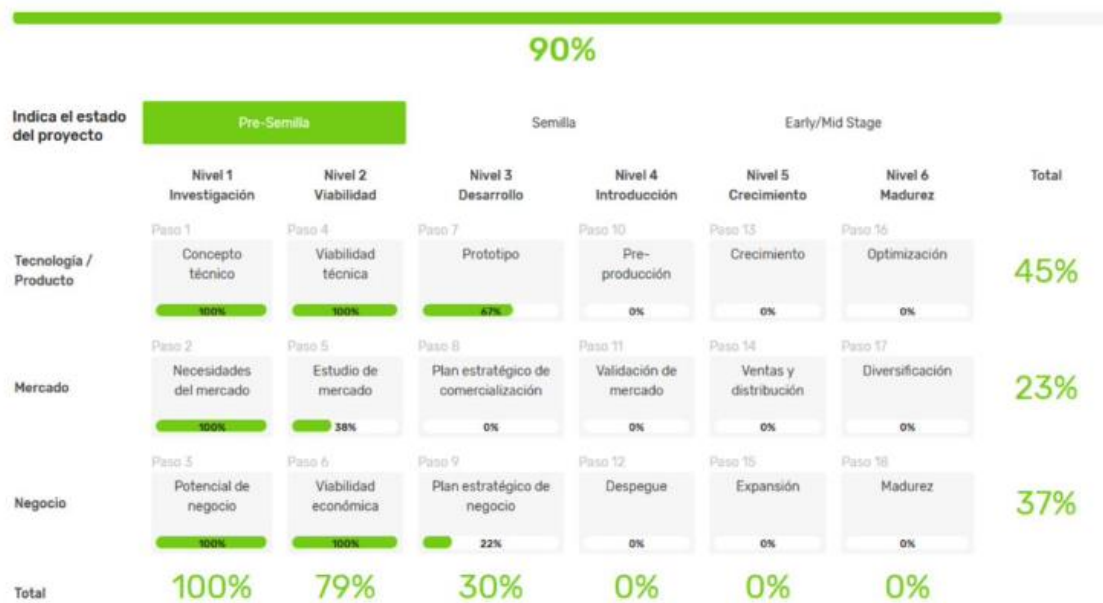 90%
Indica el estado
del proyecto
Pre-Semilla
Semilla
Early/Mid Stage
Nivel 1
Investigación
Nivel 2
Viabilidad
Nivel 3
Desarrollo
Nivel 4
Introducción
Nivel 5
Crecimiento
Nivel 6
Madurez
Total
Tecnología /
Producto
Paso 1
Concepto
técnico
100%
Paso 4
Viabilidad
técnica
100%
Paso 7
Prototipo
67%
Paso 10
Pre-
producción
0%
Paso 13
Crecimiento
0%
Paso 16
Optimización
0%
45%
Mercado
Paso 2
Necesidades
del mercado
100%
Paso 5
Estudio de
mercado
38%
Paso 8
Plan estratégico de
comercialización
0%
Paso 11
Validación de
mercado
0%
Paso 14
Ventas y
distribución
0%
Paso 17
Diversificación
0%
23%
Negocio
Paso 3
Potencial de
negocio
100%
Paso 6
Viabilidad
económica
100%
Paso 9
Plan estratégico de
negocio
22%
Paso 12
Despegue
0%
Paso 15
Expansión
0%
Paso 18
Madurez
0%
37%
Total
100%
79%
30%
0%
0%
0%